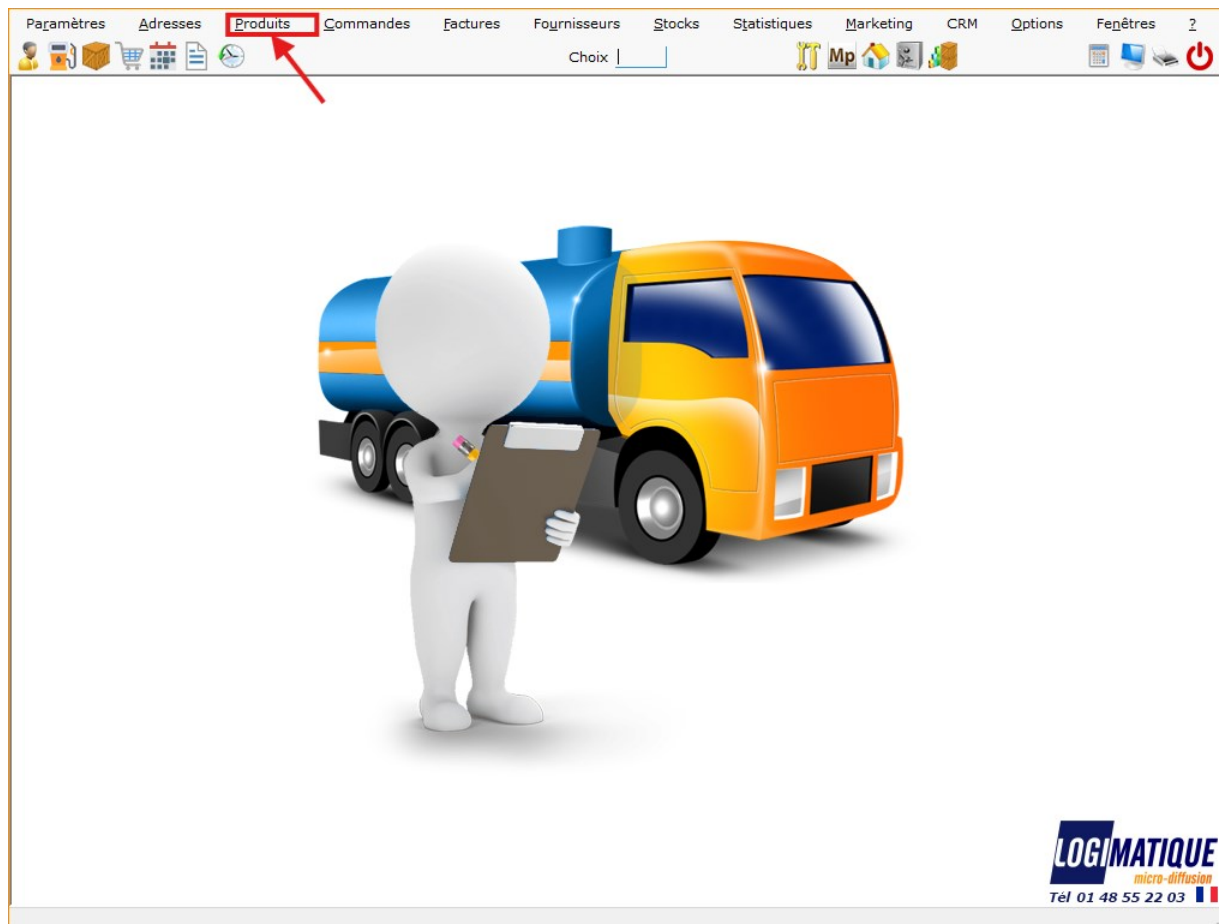 Paramètres Adresses Produits Commandes Factures Fournisseurs Stocks Statistiques Marketing CRM Options Fenêtres ?
Choix Mp
LOGIMATIQUE
micro-diffusion
Tél 01 48 55 22 03